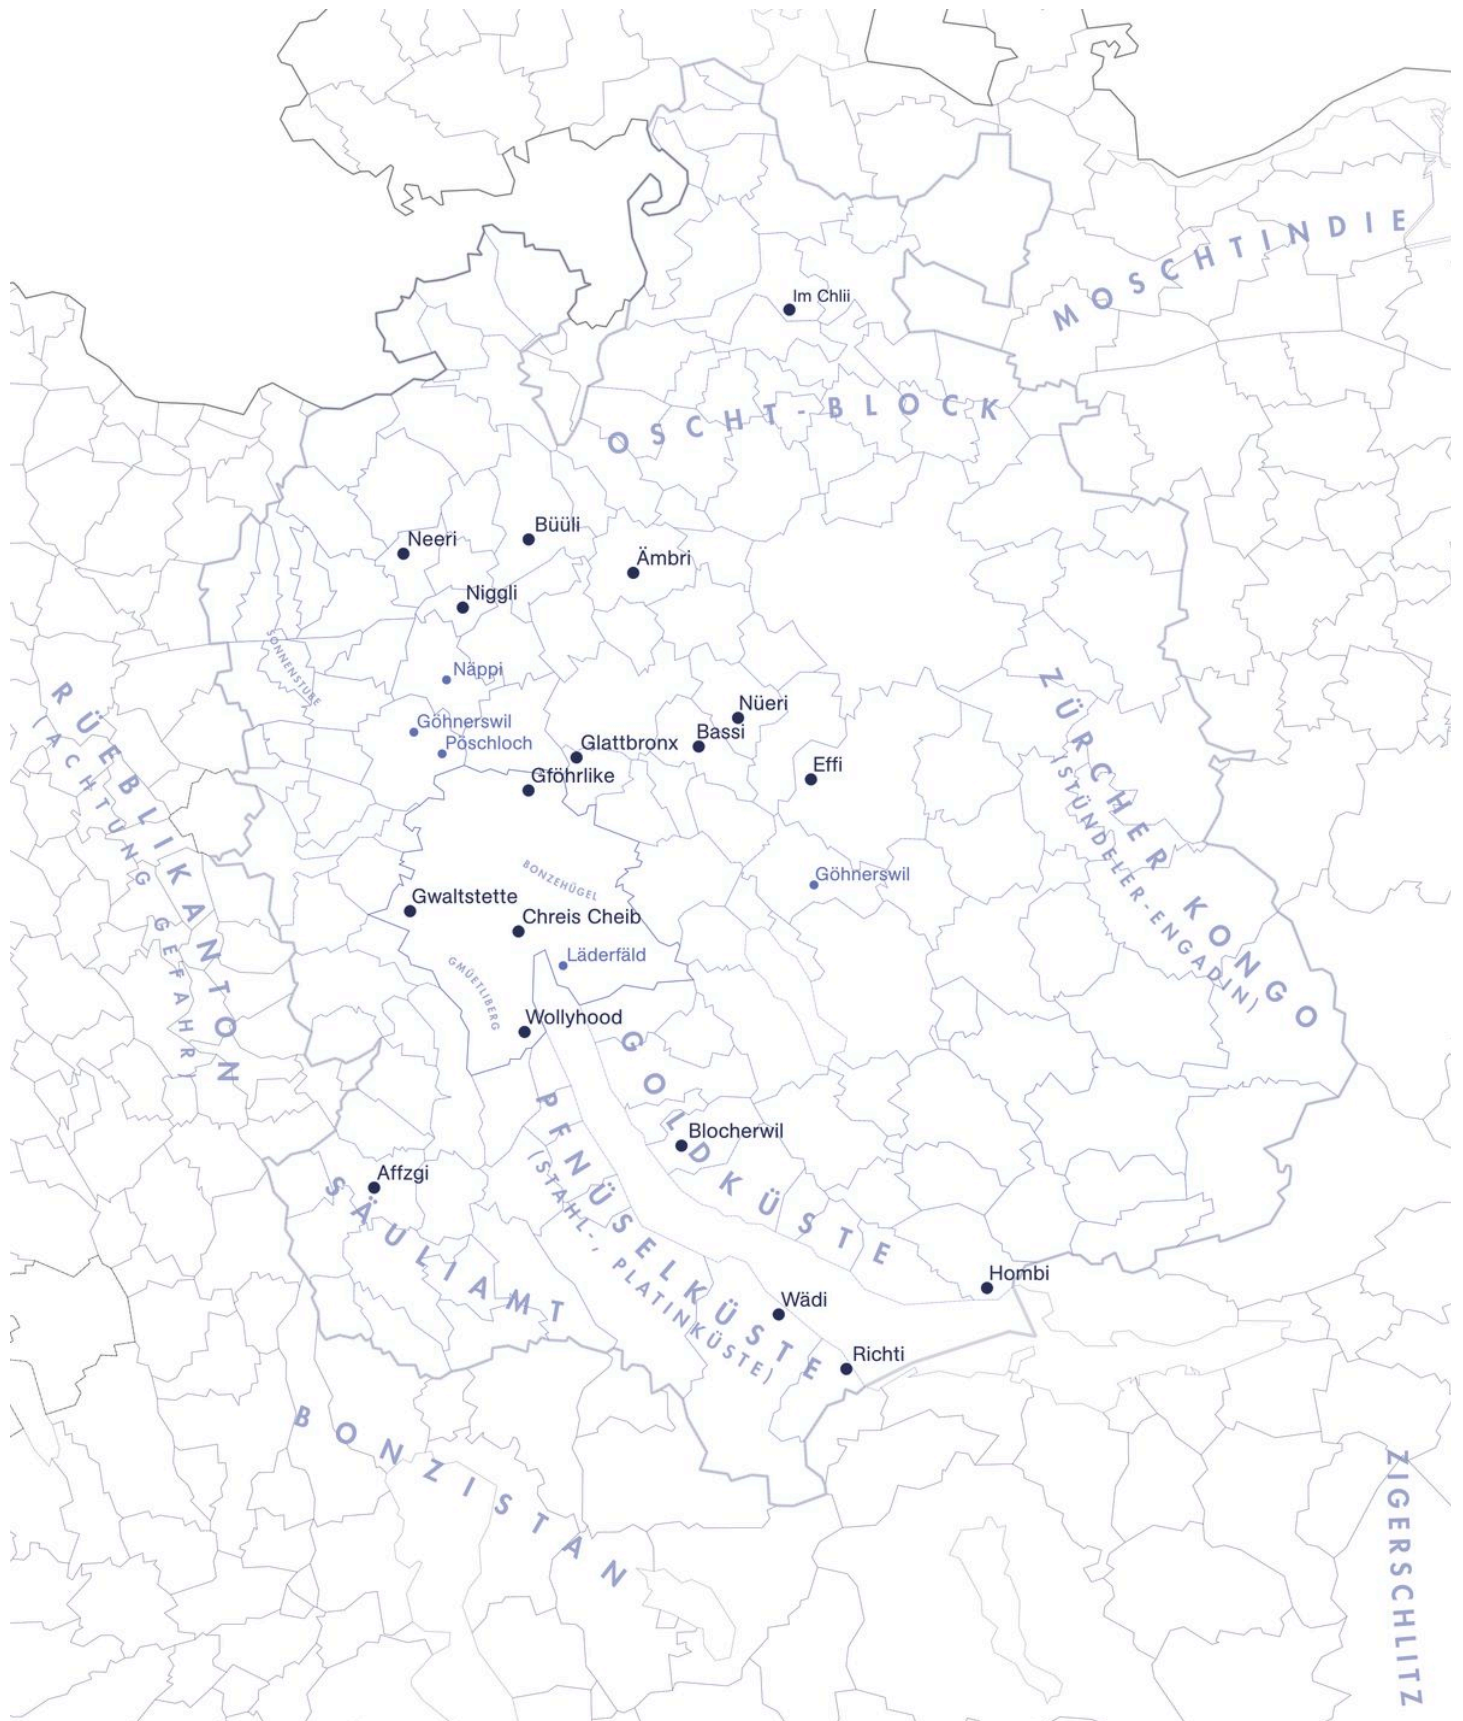 MOSCHTINDIE
Im Chlii
OSCHT-BLOCK
Büüli
Neeri
Ämbri
Niggli
SONNENSTUBE
Näppi
ZÜRCHER KONGO
(STÜNDELER-ENGADIN)
RÜEBLIKANTON
(ACHTUNG GEFAHR)
Nüeri
Göhnerswil
Bassi
Pöschloch
Glattbronx
Effi
Gföhrlike
BONZEHÜGEL
Göhnerswil
Gwaltstette
Chreis Cheib
Läderfäld
GMÜETLIBERG
Wollyhood
GOLDKÜSTE
PFNÜSELKÜSTE
(STAHL-, PLATINKÜSTE)
Blocherwil
Affzgi
SÄULIAMT
Hombi
Wädi
Richti
BONZISTAN
ZIGERSCHLITZ